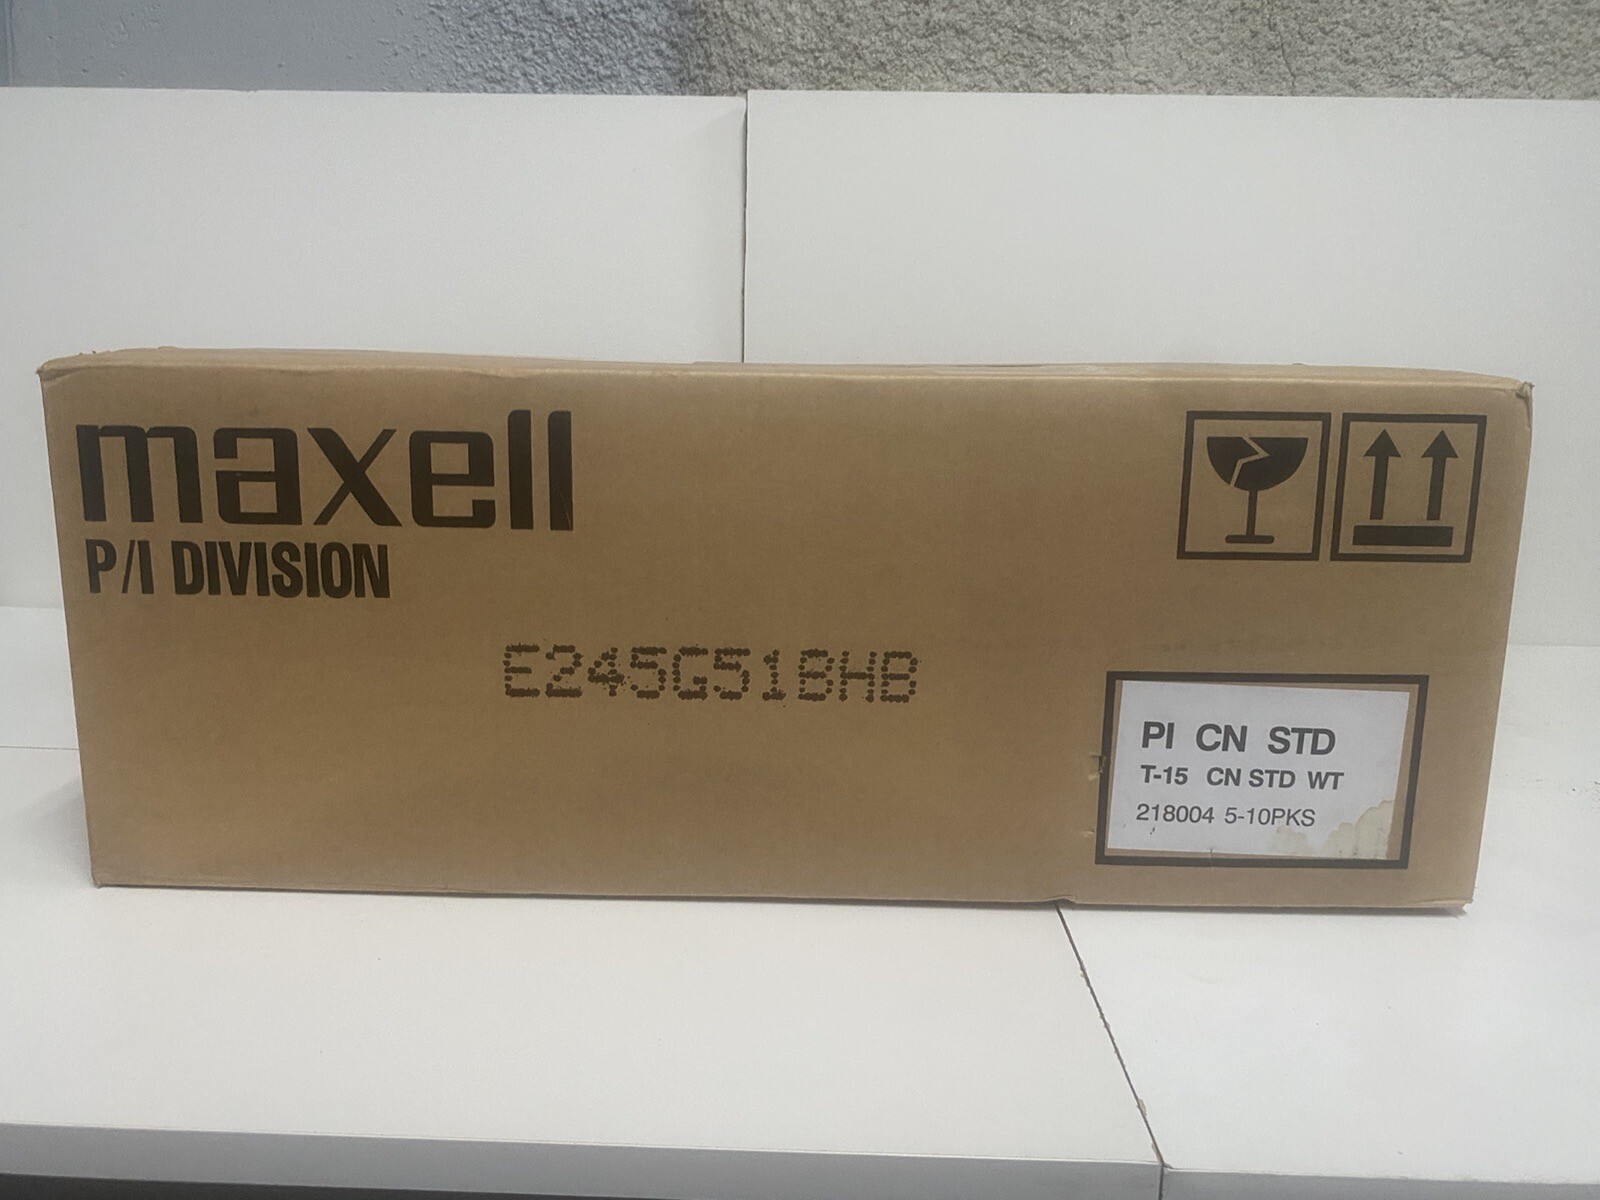 maxell
P/I DIVISION
E245G51BHB
PI CN STD
T-15 CN STD WT
218004 5-10PKS